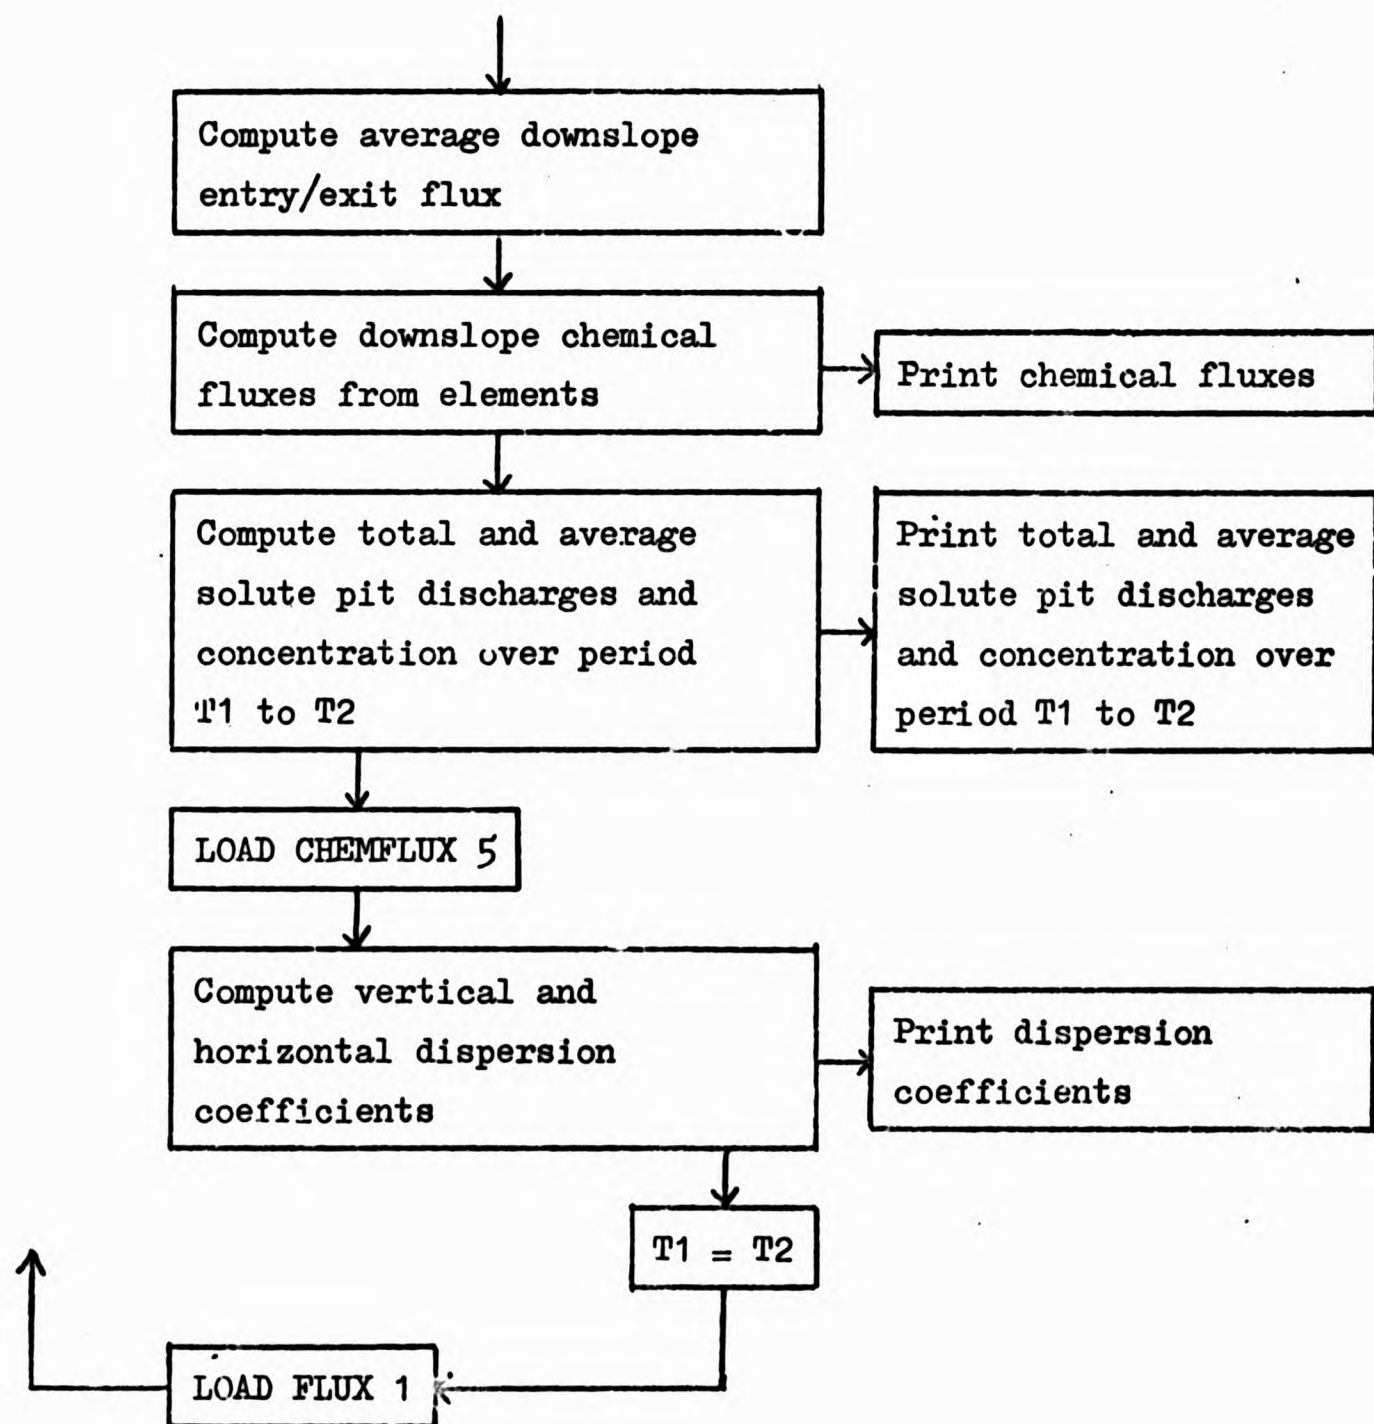 Compute average downslope
entry/exit flux
Compute downslope chemical
fluxes from elements
Print chemical fluxes
Compute total and average
solute pit discharges and
concentration over period
T1 to T2
Print total and average
solute pit discharges
and concentration over
period T1 to T2
LOAD CHEMFLUX 5
Compute vertical and
horizontal dispersion
coefficients
Print dispersion
coefficients
T1 = T2
LOAD FLUX 1